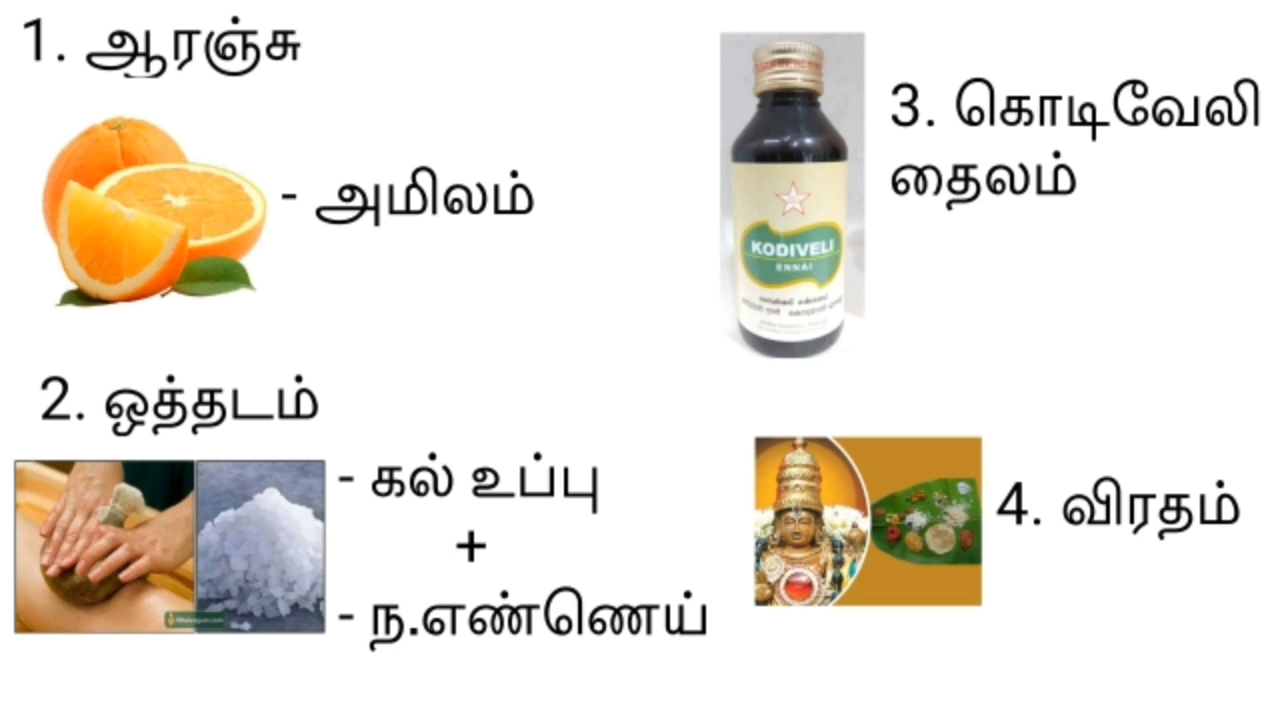 1. ஆரஞ்சு
- அமிலம்
2. ஒத்தடம்
- கல் உப்பு
+
- ந.எண்ணெய்
3. கொடிவேலி
தைலம்
KODIVELI
ENNAI
4. விரதம்